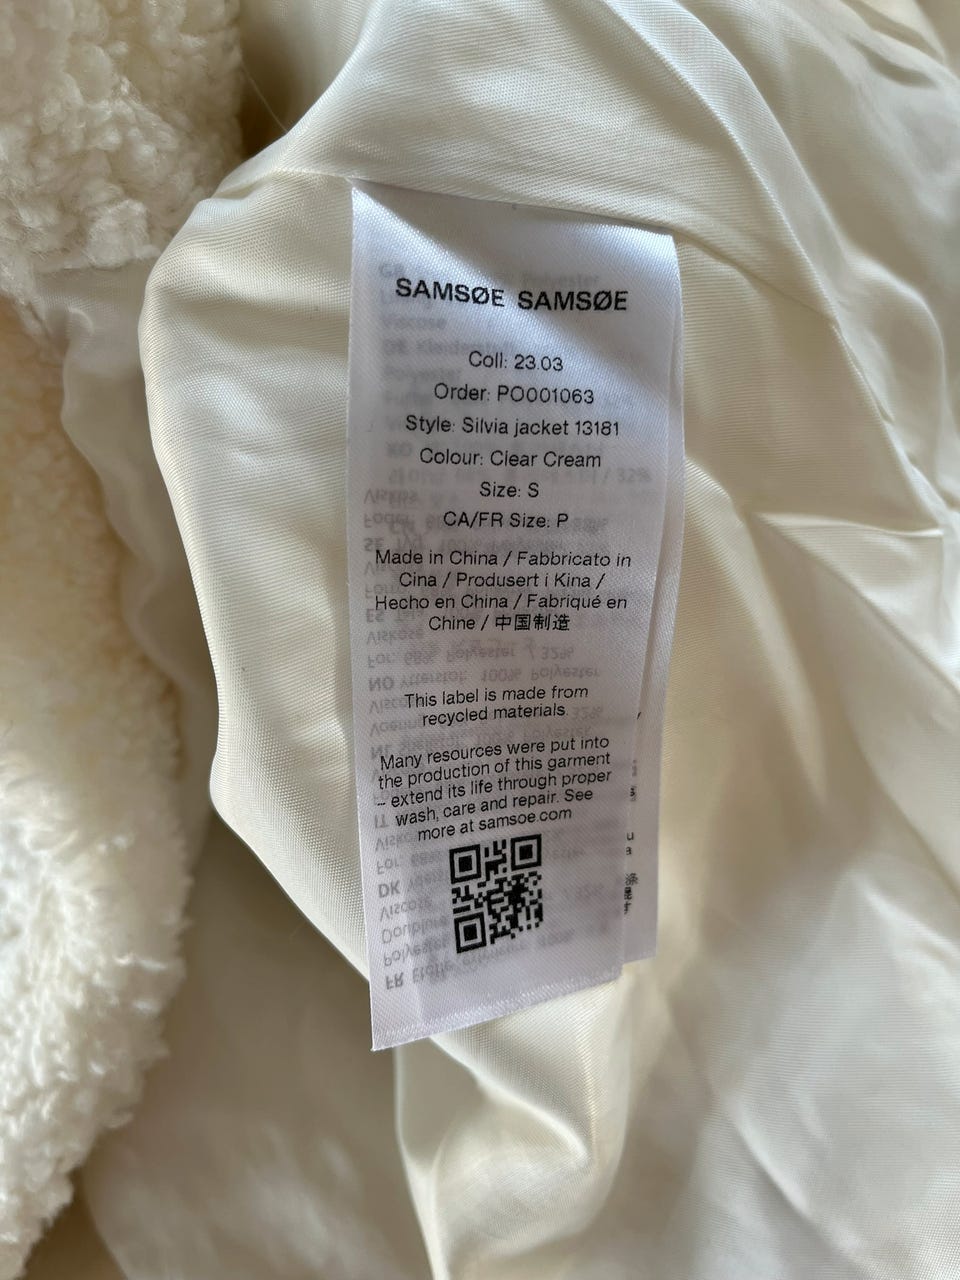 SAMSØE SAMSØE
Coll: 23.03
Order: PO001063
Style: Silvia jacket 13181
Colour: Clear Cream
Size: S
CA/FR Size: P
Made in China / Fabbricato in
Cina / Produsert i Kina /
Hecho en China / Fabriqué en
Chine / 中国制造
This label is made from
recycled materials.
Many resources were put into
the production of this garment
– extend its life through proper
wash, care and repair. See
more at samsoe.com